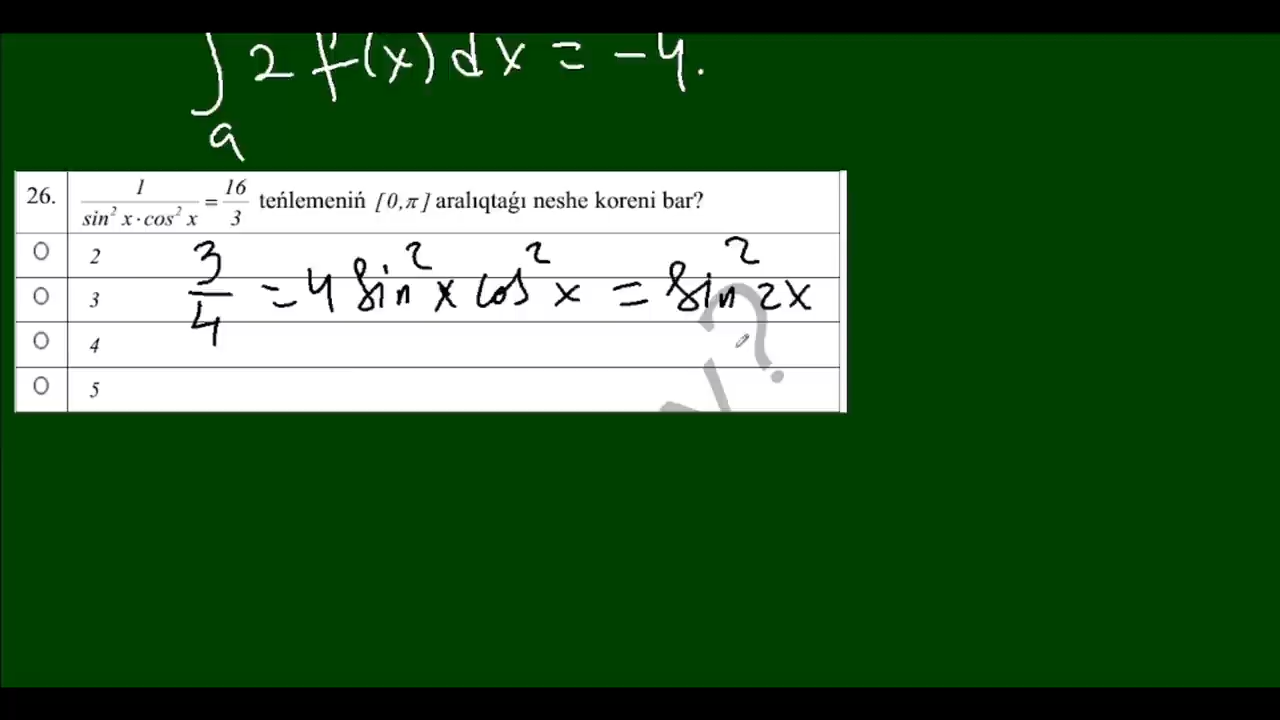 ∫ₐ 2 f(x) dx = -4.
26. 1 / (sin² x · cos² x) = 16/3 teńlemeniń [0, π] aralıqtaǵı neshe koreni bar?
2
3/4 = 4 sin² x cos² x = sin² 2x
3
4
5
?